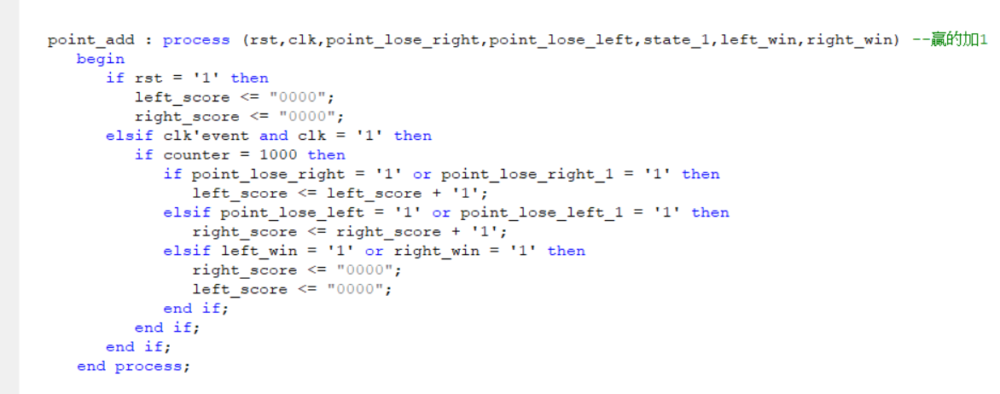 point_add : process (rst,clk,point_lose_right,point_lose_left,state_1,left_win,right_win) --贏的加1
begin
if rst = '1' then
left_score <= "0000";
right_score <= "0000";
elsif clk'event and clk = '1' then
if counter = 1000 then
if point_lose_right = '1' or point_lose_right_1 = '1' then
left_score <= left_score + '1';
elsif point_lose_left = '1' or point_lose_left_1 = '1' then
right_score <= right_score + '1';
elsif left_win = '1' or right_win = '1' then
right_score <= "0000";
left_score <= "0000";
end if;
end if;
end if;
end process;